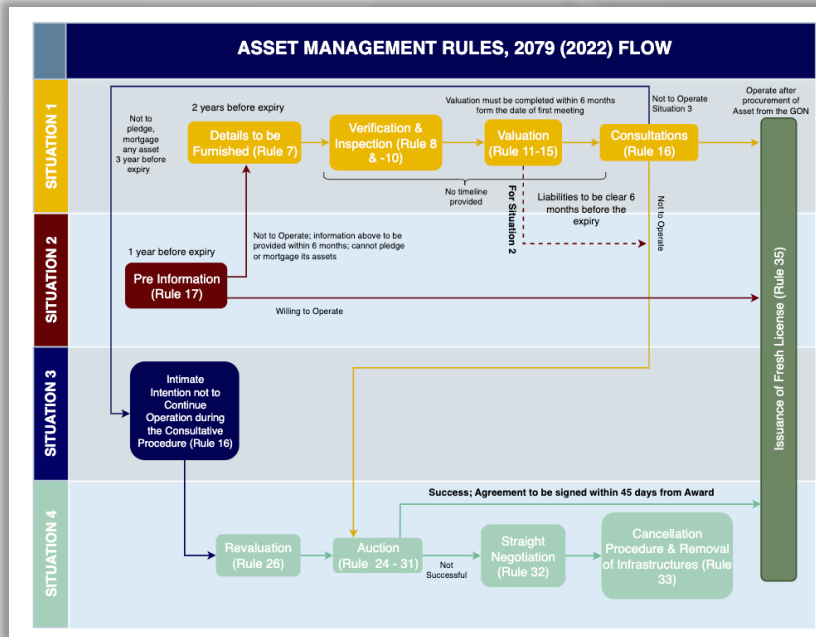 ASSET MANAGEMENT RULES, 2079 (2022) FLOW
SITUATION 1
Not to
pledge,
mortgage
any asset
3 year before
expiry
2 years before expiry
Details to be
Furnished (Rule 7)
Verification &
Inspection (Rule 8
& -10)
Valuation must be completed within 6 months
form the date of first meeting
Valuation
(Rule 11-15)
Consultations
(Rule 16)
Not to Operate
Situation 3
Operate after
procurement of
Asset from the GON
No timeline
provided
For Situation 2
Liabilities to be clear 6
months before the
expiry
Not to Operate
SITUATION 2
1 year before expiry
Pre Information
(Rule 17)
Not to Operate; information above to be
provided within 6 months; cannot pledge
or mortgage its assets
Willing to Operate
Issuance of Fresh License (Rule 35)
SITUATION 3
Intimate
Intention not to
Continue
Operation during
the Consultative
Procedure (Rule 16)
SITUATION 4
Success; Agreement to be signed within 45 days from Award
Revaluation
(Rule 26)
Auction
(Rule 24 - 31)
Not
Successful
Straight
Negotiation
(Rule 32)
Cancellation
Procedure & Removal
of Infrastructures (Rule
33)